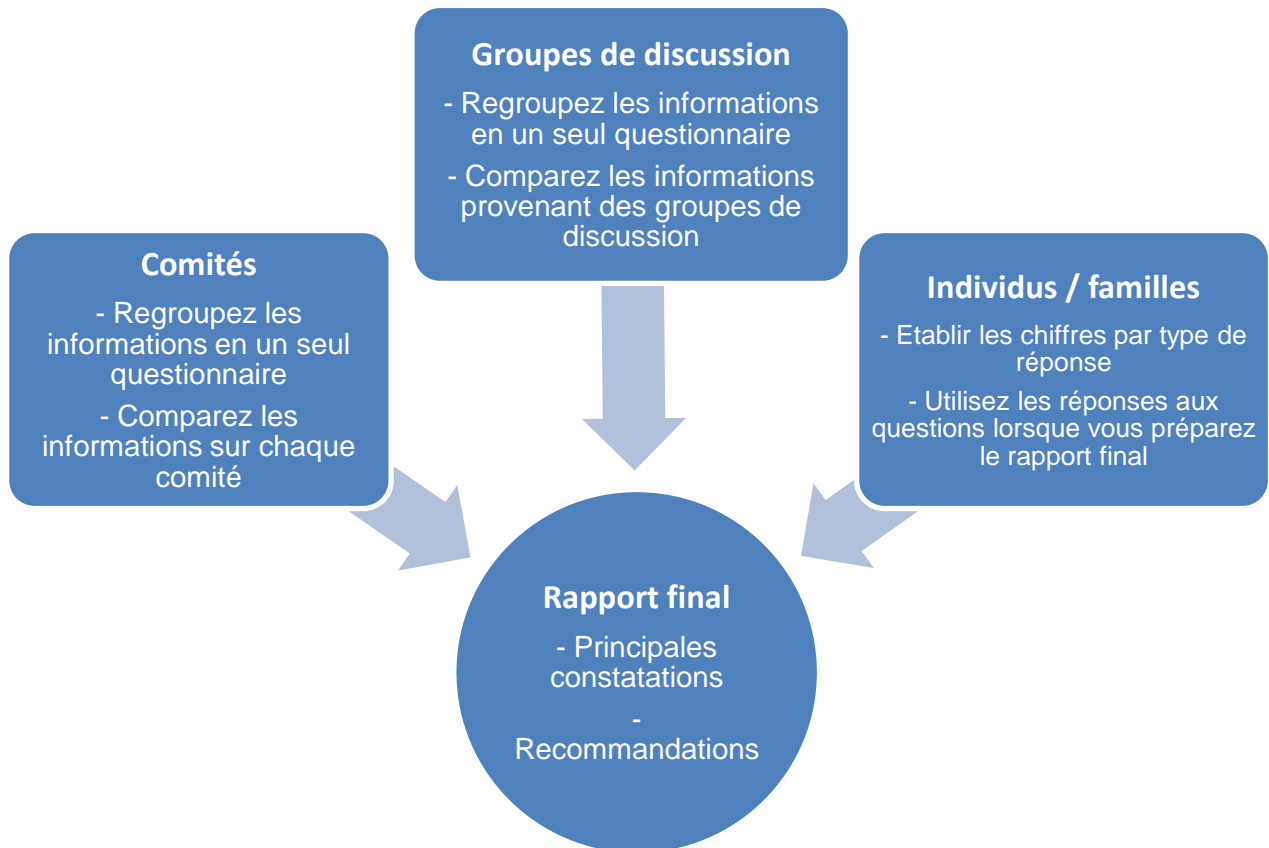 Groupes de discussion
- Regroupez les informations
en un seul questionnaire
- Comparez les informations
provenant des groupes de
discussion
Comités
- Regroupez les
informations en un seul
questionnaire
- Comparez les
informations sur chaque
comité
Individus / familles
- Etablir les chiffres par type de
réponse
- Utilisez les réponses aux
questions lorsque vous préparez
le rapport final
Rapport final
- Principales
constatations
-
Recommandations